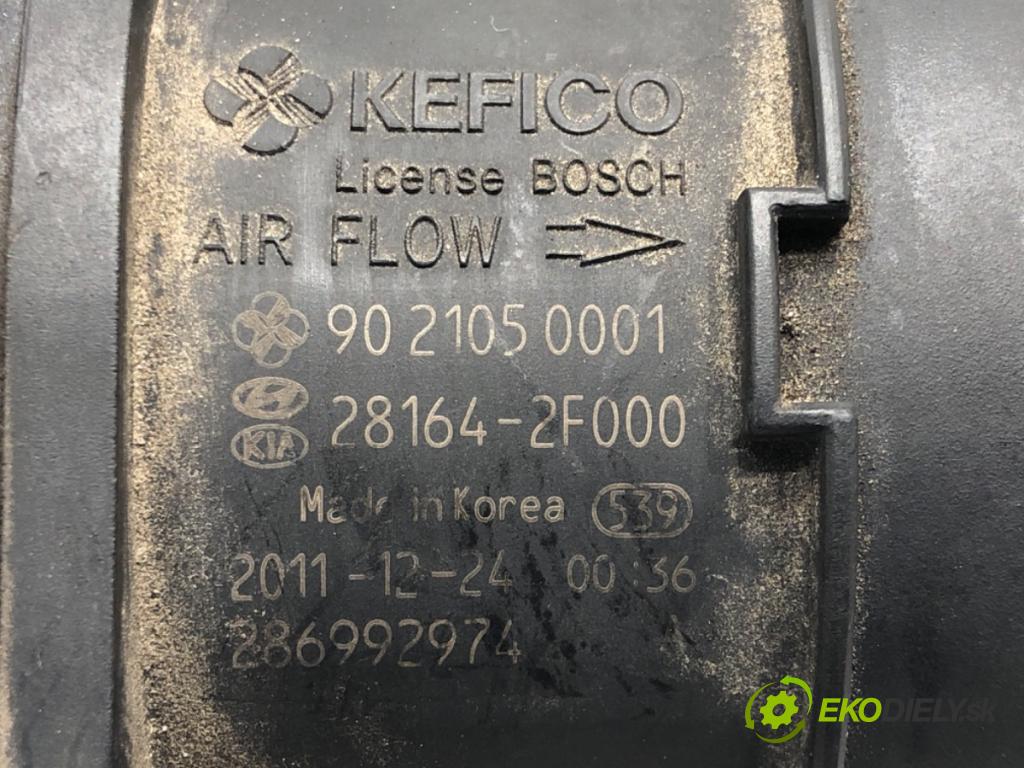 KEFICO
License BOSCH
AIR FLOW
90 2105 0001
28164-2F000
KIA
Made in Korea 539
2011-12-24 00:36
286992974 A
EKODIELY.sk